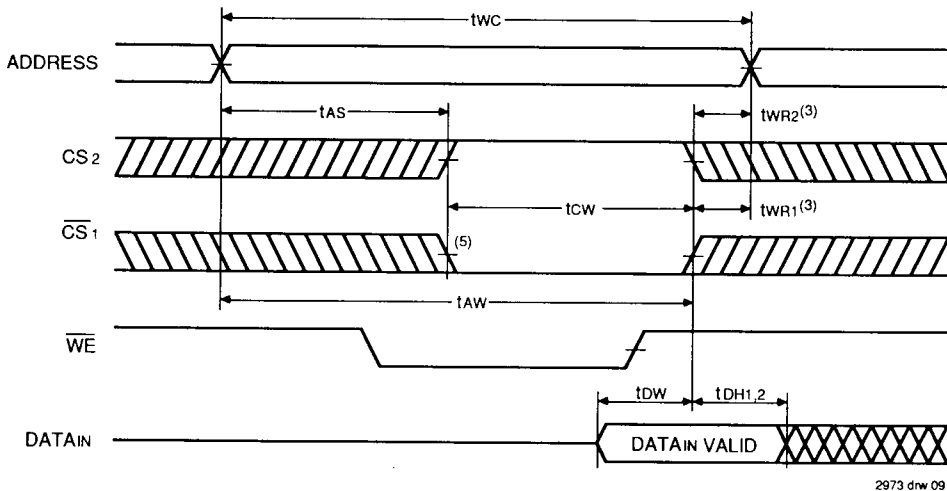 tWC
ADDRESS
tAS
tWR2(3)
CS2
tCW
tWR1(3)
CS1
(5)
tAW
WE
tDW
tDH1,2
DATAIN
DATAIN VALID
2973 drw 09